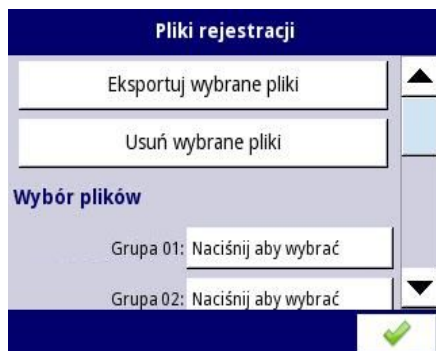 Pliki rejestracji
Eksportuj wybrane pliki
Usuń wybrane pliki
Wybór plików
Grupa 01: Naciśnij aby wybrać
Grupa 02: Naciśnij aby wybrać